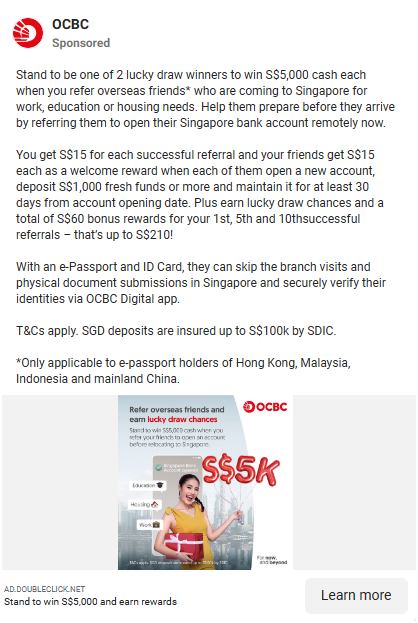 OCBC
Sponsored
Stand to be one of 2 lucky draw winners to win S$5,000 cash each
when you refer overseas friends* who are coming to Singapore for
work, education or housing needs. Help them prepare before they arrive
by referring them to open their Singapore bank account remotely now.
You get S$15 for each successful referral and your friends get S$15
each as a welcome reward when each of them open a new account,
deposit S$1,000 fresh funds or more and maintain it for at least 30
days from account opening date. Plus earn lucky draw chances and a
total of S$60 bonus rewards for your 1st, 5th and 10thsuccessful
referrals – that's up to S$210!
With an e-Passport and ID Card, they can skip the branch visits and
physical document submissions in Singapore and securely verify their
identities via OCBC Digital app.
T&Cs apply. SGD deposits are insured up to S$100k by SDIC.
*Only applicable to e-passport holders of Hong Kong, Malaysia,
Indonesia and mainland China.
Refer overseas friends and
earn lucky draw chances
OCBC
Stand to win S$5,000 cash when you
refer your friends to open an account
before relocating to Singapore.
Singapore Bank
S$5K
Education
Housing
Work
For now,
and beyond
AD.DOUBLECLICK.NET
Stand to win S$5,000 and earn rewards
Learn more